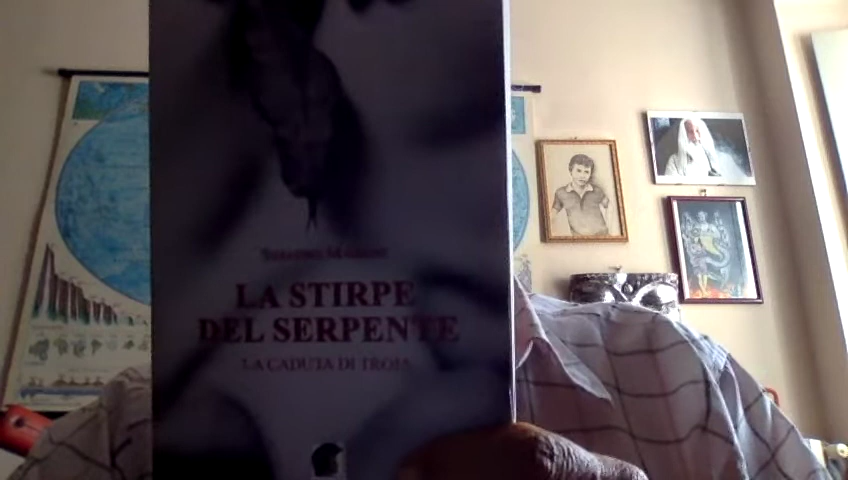 LA STIRPE
DEL SERPENTE
LA CADUTA DI TROIA